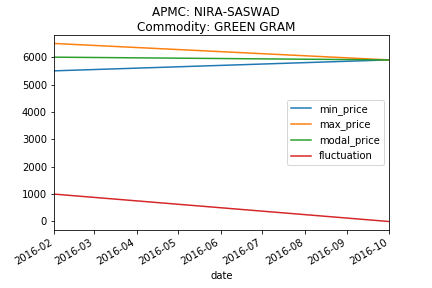 APMC: NIRA-SASWAD
Commodity: GREEN GRAM
6000
5000
4000
3000
2000
1000
0
min_price
max_price
modal_price
fluctuation
2016-02
2016-03
2016-04
2016-05
2016-06
2016-07
2016-08
2016-09
2016-10
date